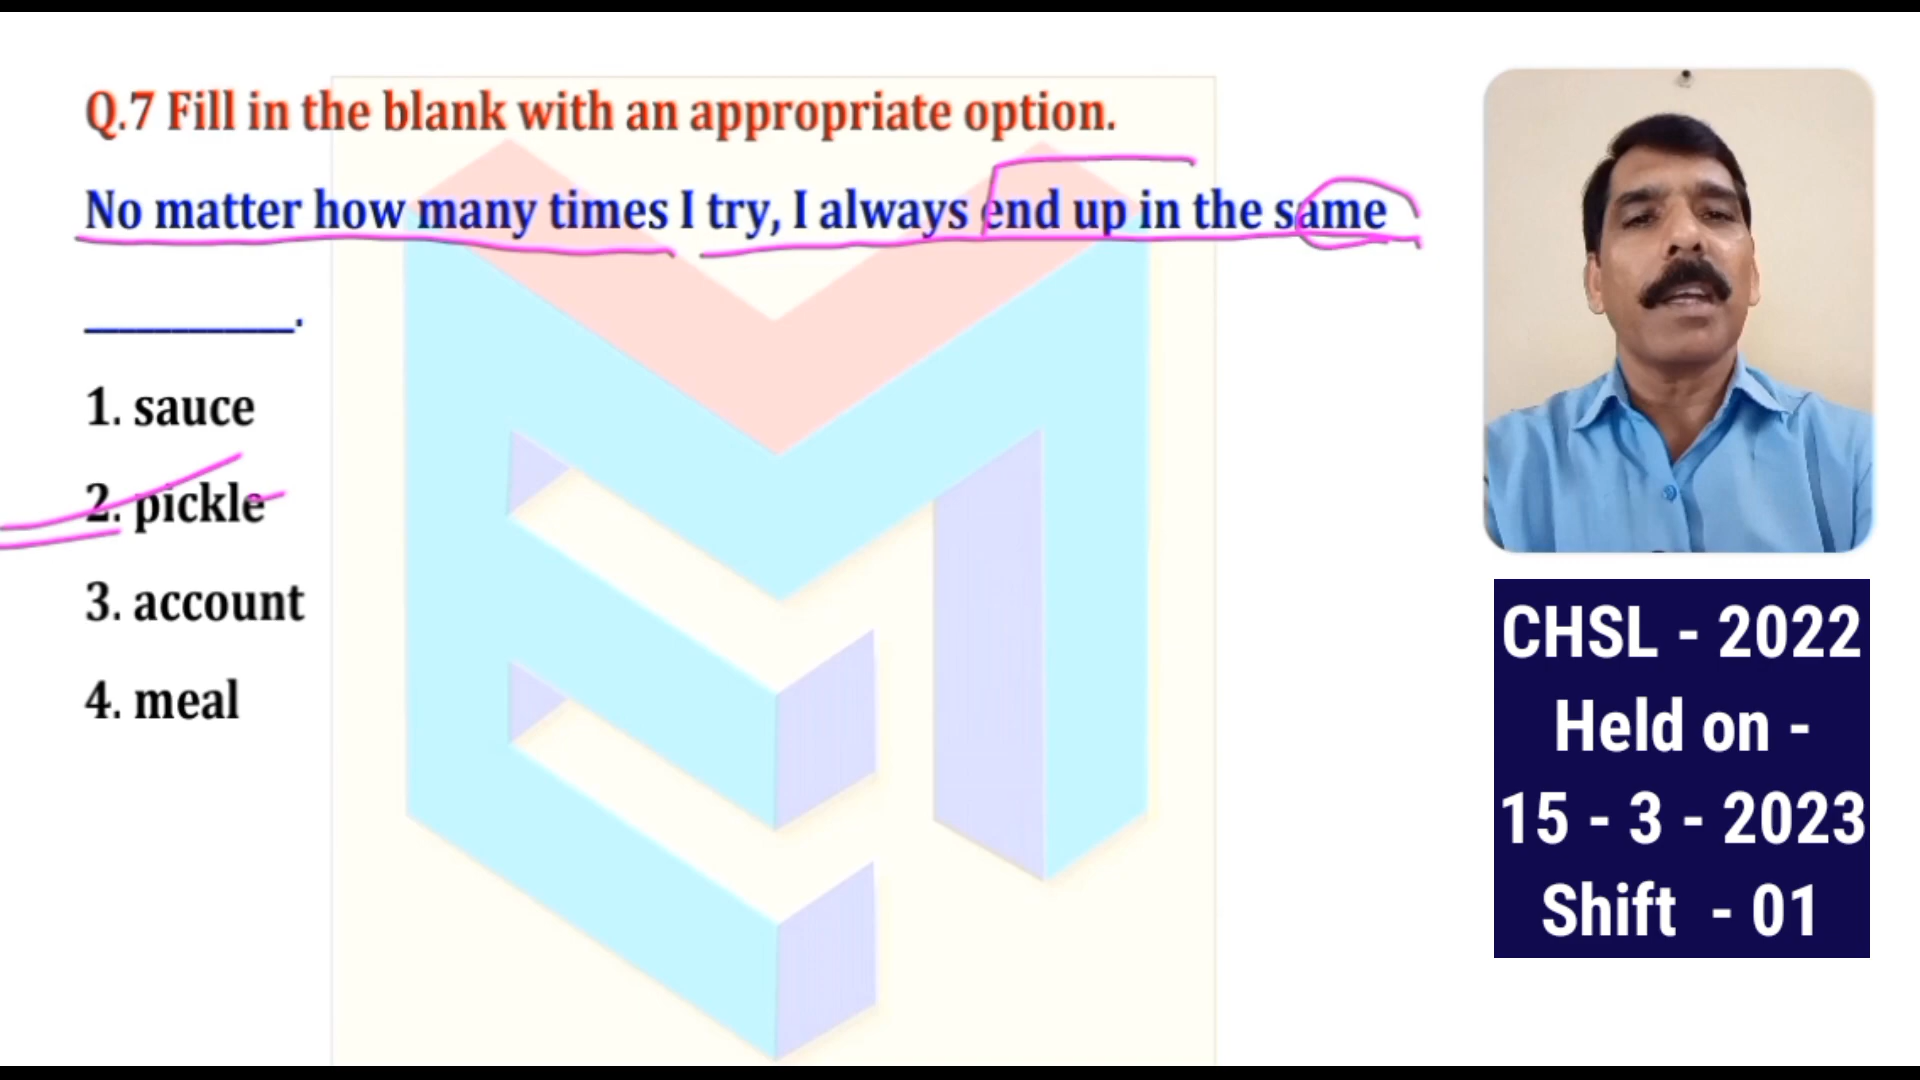 Q.7 Fill in the blank with an appropriate option.
No matter how many times I try, I always end up in the same
____________.
1. sauce
2. pickle
3. account
4. meal
CHSL - 2022
Held on -
15 - 3 - 2023
Shift - 01